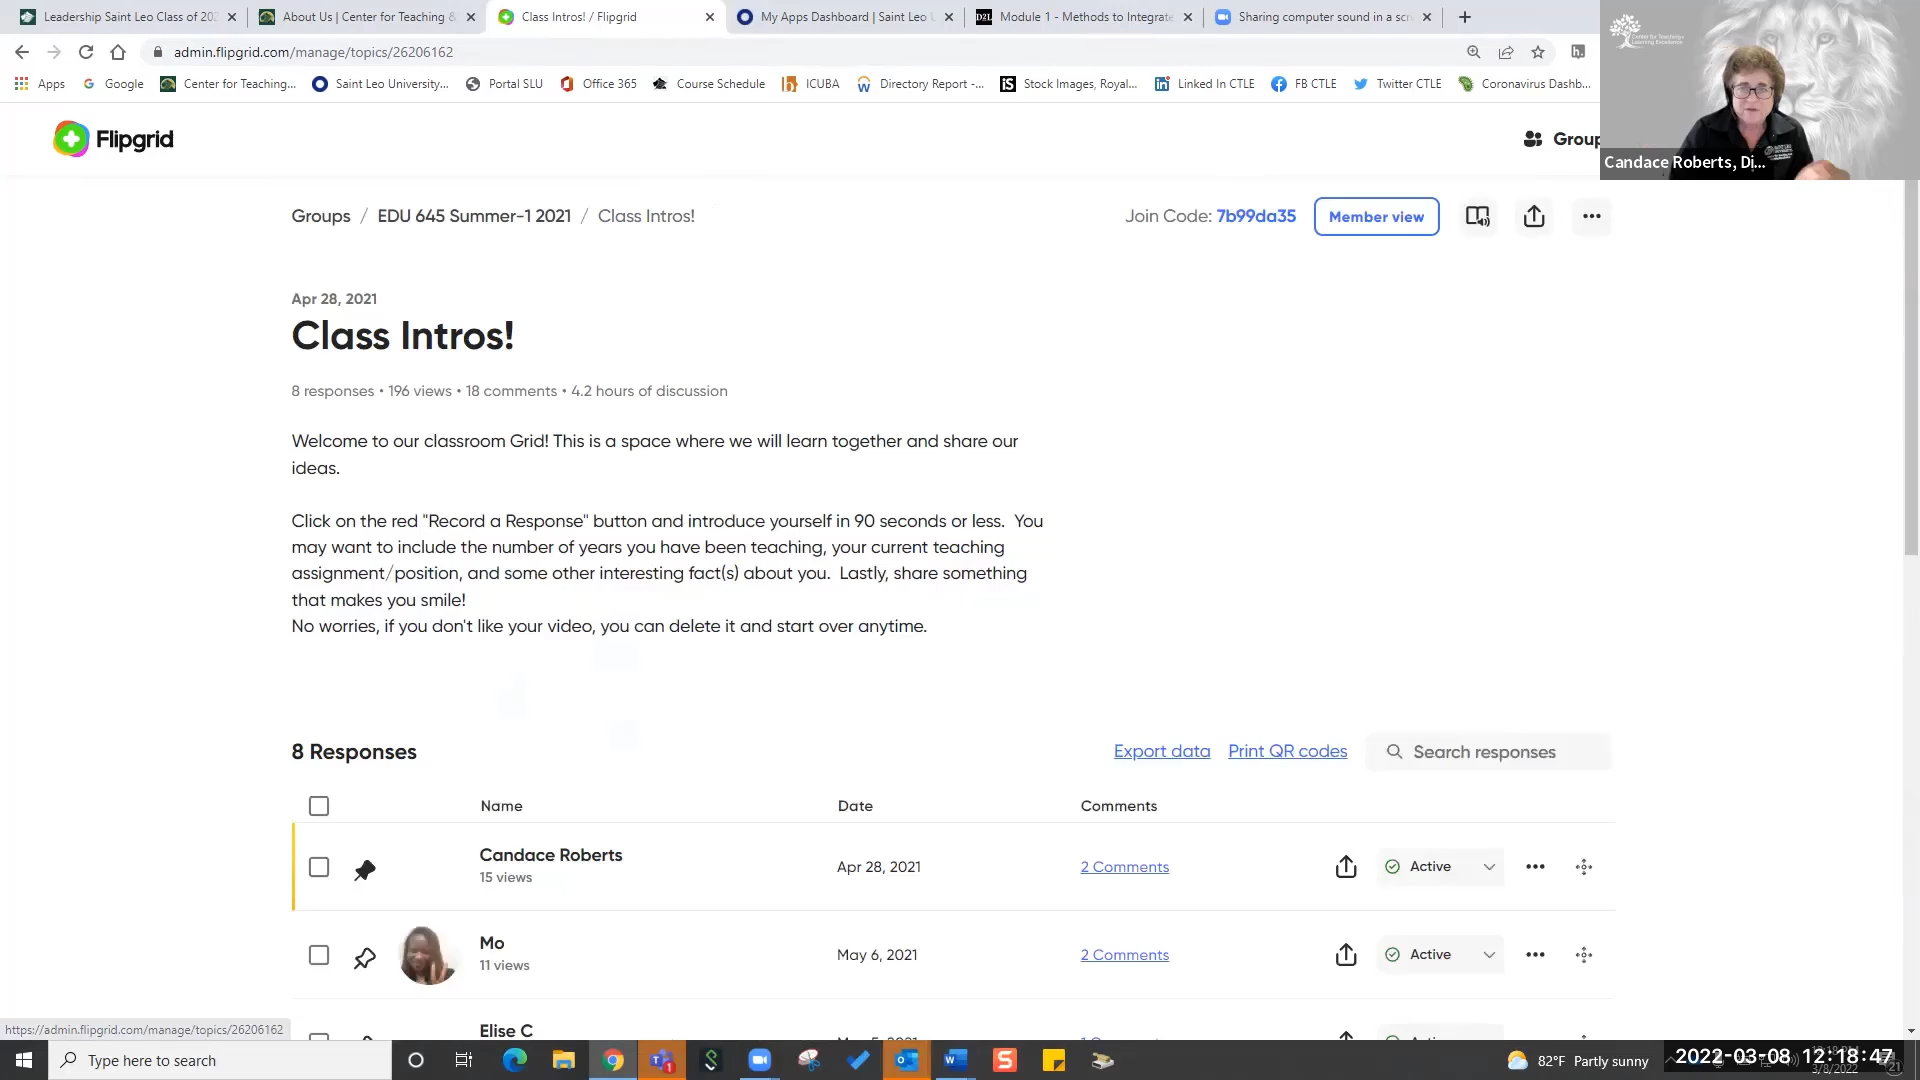 Leadership Saint Leo Class of 202
About Us | Center for Teaching &
Class Intros! / Flipgrid
My Apps Dashboard | Saint Leo U
D2L Module 1 - Methods to Integrate
Sharing computer sound in a scr
admin.flipgrid.com/manage/topics/26206162
Apps
Google
Center for Teaching...
Saint Leo University...
Portal SLU
Office 365
Course Schedule
ICUBA
Directory Report -...
iS Stock Images, Royal...
Linked In CTLE
FB CTLE
Twitter CTLE
Coronavirus Dashb...
Center for Teaching
Learning Excellence
Candace Roberts, Di...
Flipgrid
Group
Groups / EDU 645 Summer-1 2021 / Class Intros!
Join Code: 7b99da35
Member view
Apr 28, 2021
Class Intros!
8 responses • 196 views • 18 comments • 4.2 hours of discussion
Welcome to our classroom Grid! This is a space where we will learn together and share our
ideas.
Click on the red "Record a Response" button and introduce yourself in 90 seconds or less. You
may want to include the number of years you have been teaching, your current teaching
assignment/position, and some other interesting fact(s) about you. Lastly, share something
that makes you smile!
No worries, if you don't like your video, you can delete it and start over anytime.
8 Responses
Export data
Print QR codes
Search responses
Name Date Comments
Candace Roberts
15 views
Apr 28, 2021
2 Comments
Active
Mo
11 views
May 6, 2021
2 Comments
Active
Elise C
https://admin.flipgrid.com/manage/topics/26206162
Type here to search
82°F Partly sunny
2022-03-08 12:18:47
3/8/2022
21